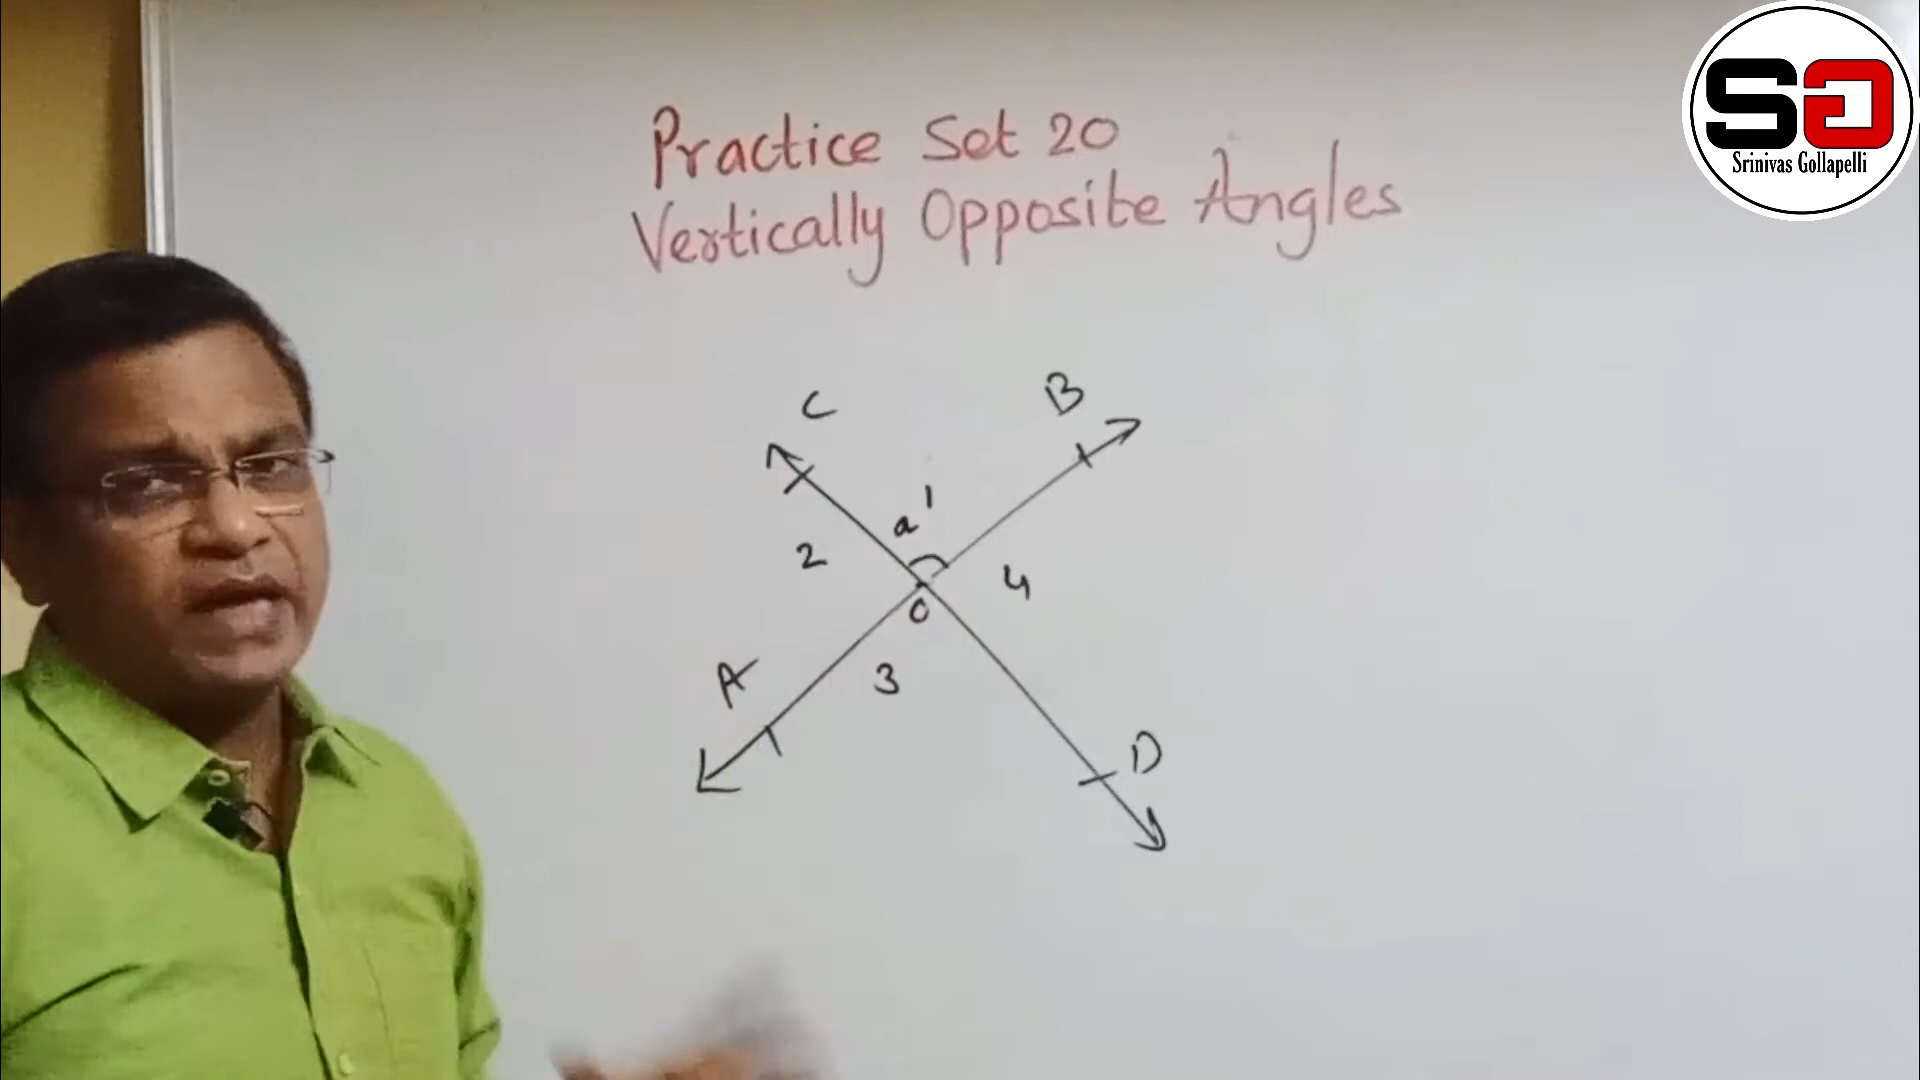 SG
Srinivas Gollapelli
Practice Set 20
Vertically Opposite Angles
C
B
a 1
2
4
O
A
3
D